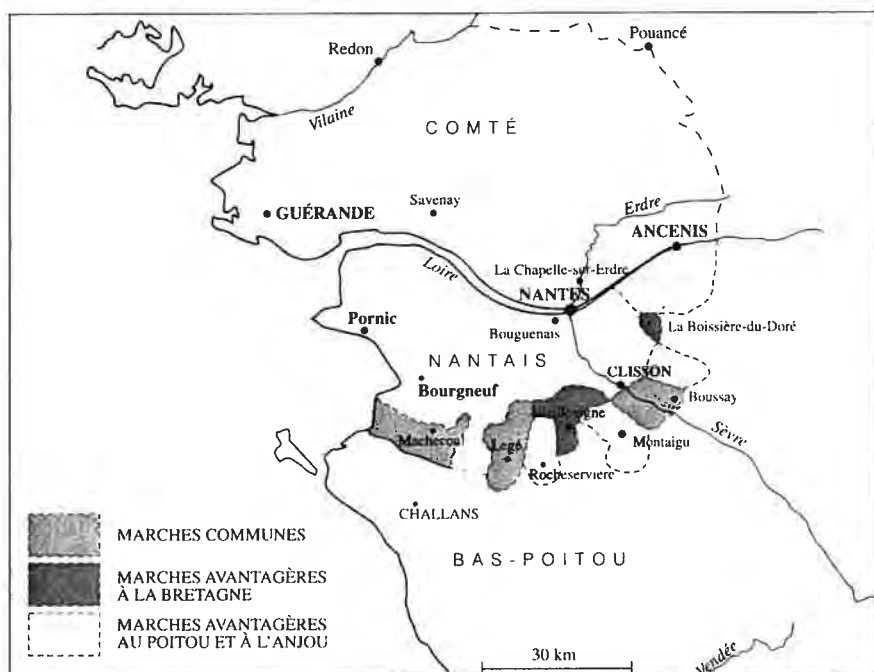 Pouancé
Redon
Vilaine
COMTÉ
Savenay
GUÉRANDE
Erdre
ANCENIS
La Chapelle-sur-Erdre
Loire
NANTES
Pornic
Bouguenais
La Boissière-du-Doré
NANTAIS
CLISSON
Bourgneuf
Boussay
Machecoul
Legé
Montaigu
Sèvre
Rocheservière
CHALLANS
BAS-POITOU
MARCHES COMMUNES
MARCHES AVANTAGÈRES
À LA BRETAGNE
MARCHES AVANTAGÈRES
AU POITOU ET À L'ANJOU
30 km
Vendée